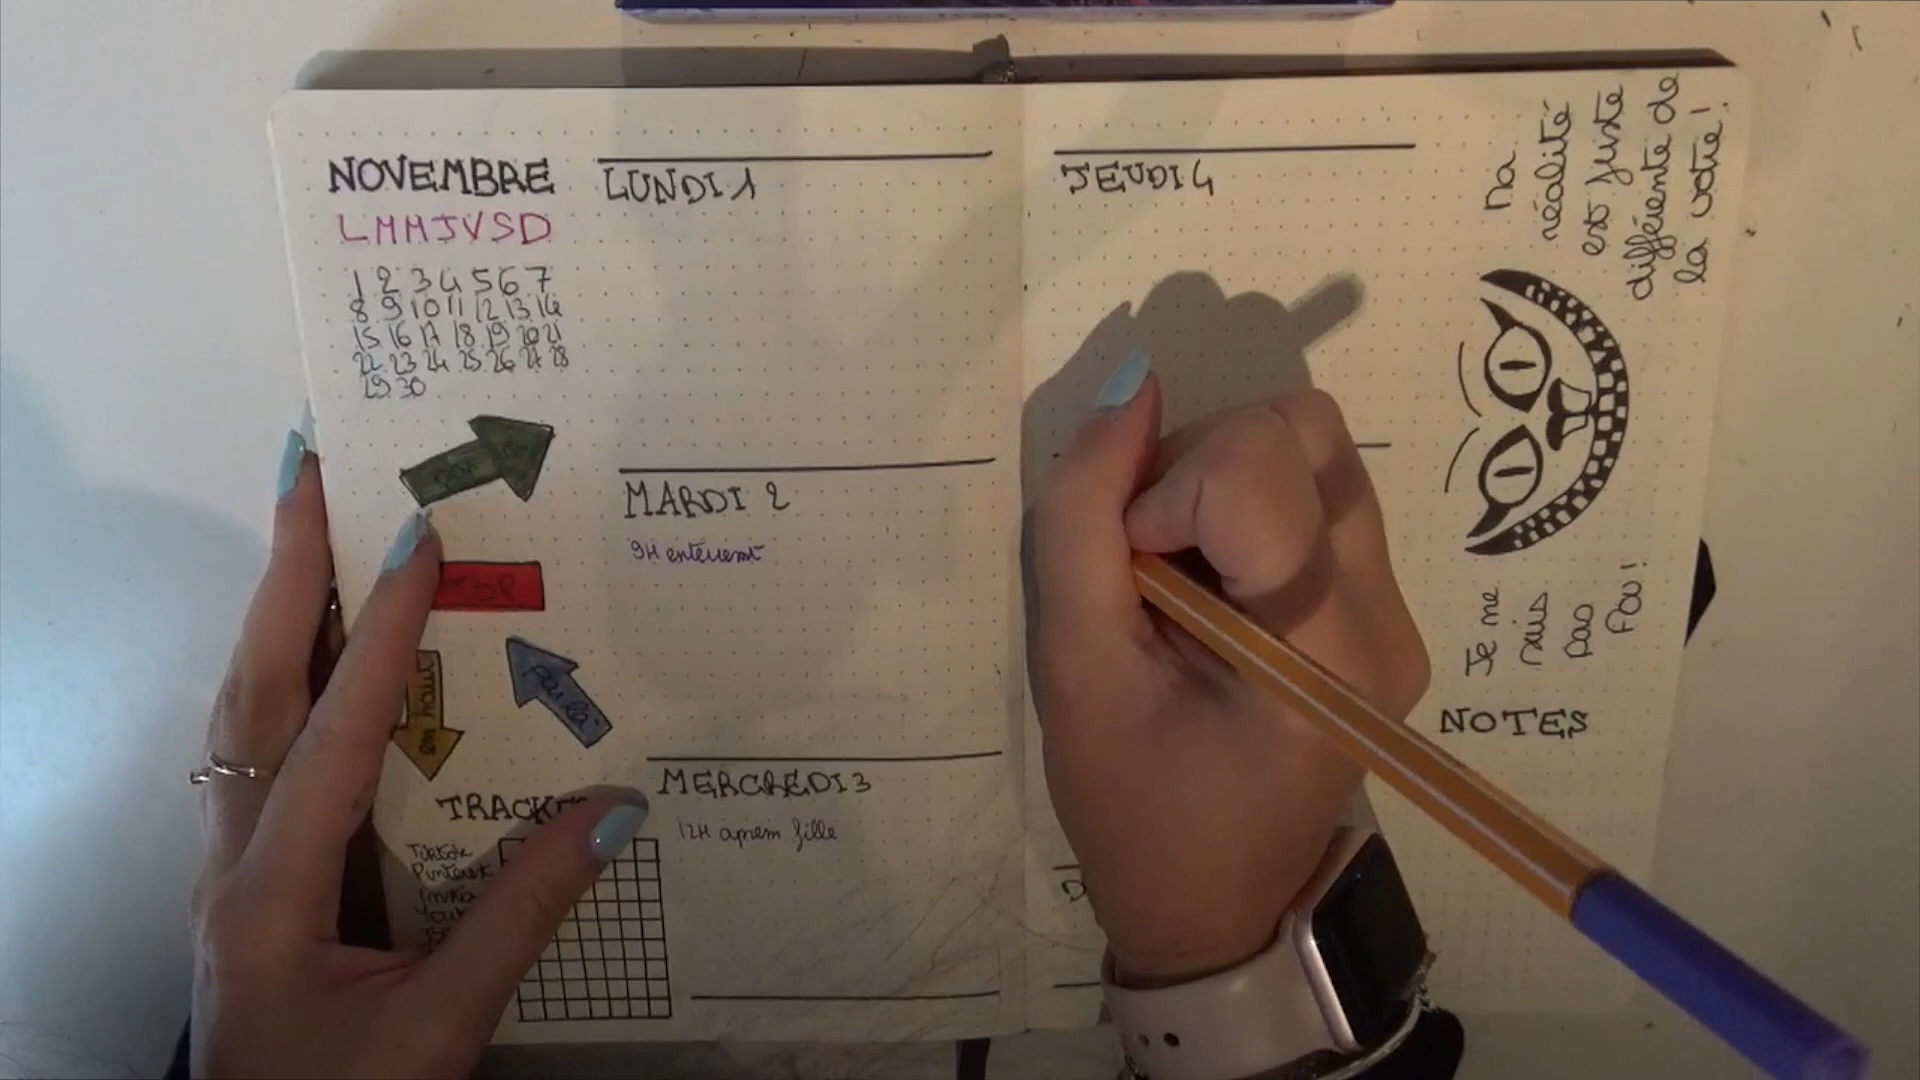 NOVEMBRE
LMMJVSD
1 2 3 4 5 6 7
8 9 10 11 12 13 14
15 16 17 18 19 20 21
22 23 24 25 26 27 28
29 30
par là
en haut
TRACKE
Pinterest
Insta
LUNDI 1
MARDI 2
9H enterrement
MERCREDI 3
12H aprem fille
JEUDI 4
D
Ma
réalité
est juste
différente de
la votre!
Je ne
suis
pas
fou!
NOTES